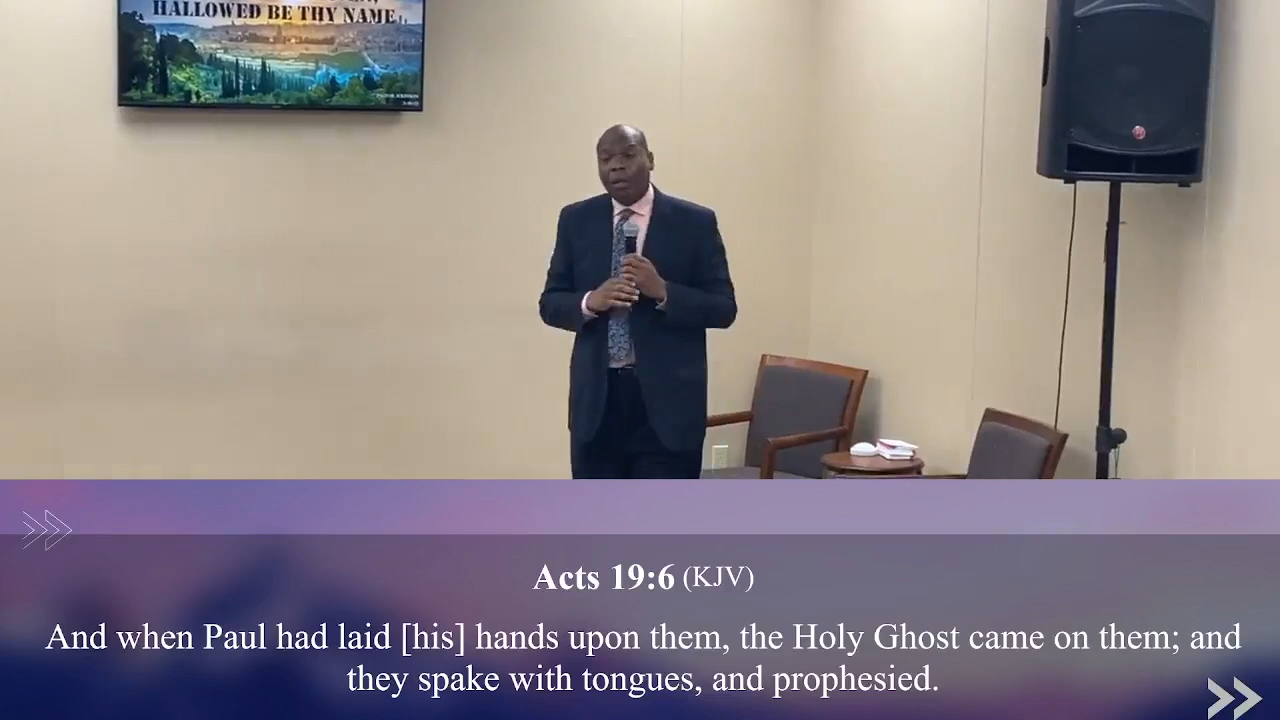 HALLOWED BE THY NAME
Acts 19:6 (KJV)
And when Paul had laid [his] hands upon them, the Holy Ghost came on them; and
they spake with tongues, and prophesied.